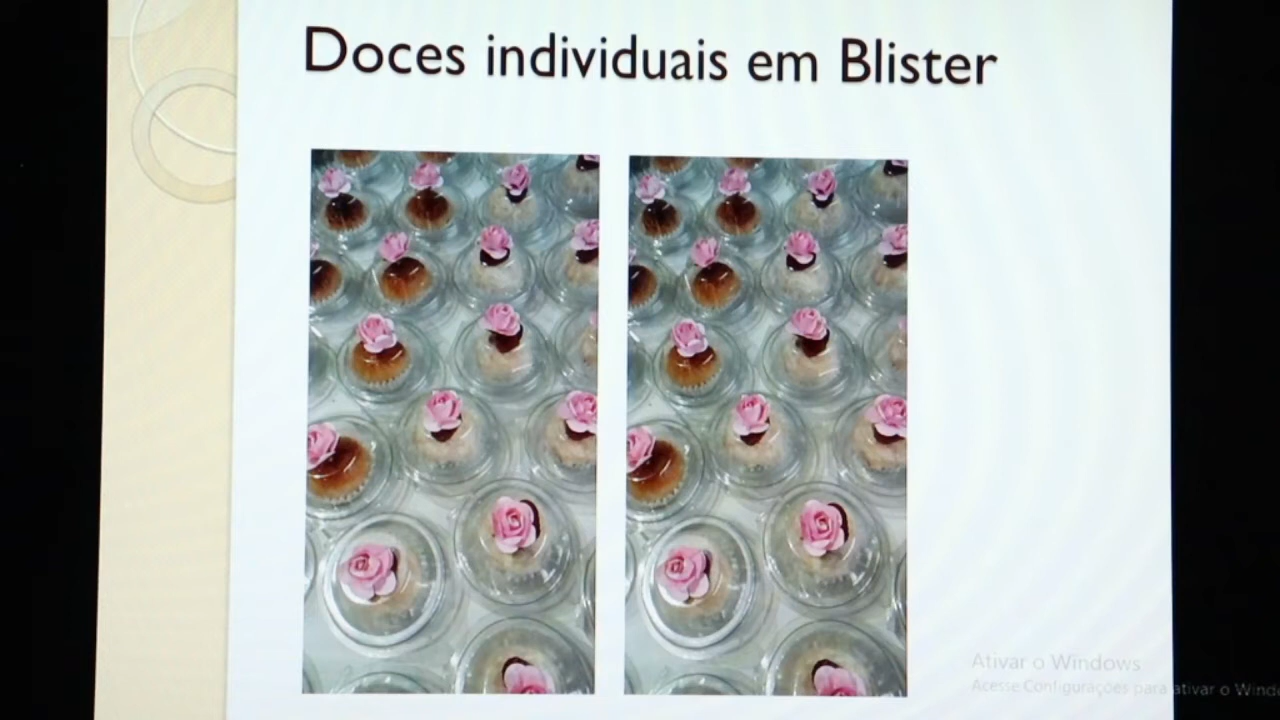 Doces individuais em Blister
Ativar o Windows
Acesse Configurações para ativar o Windo